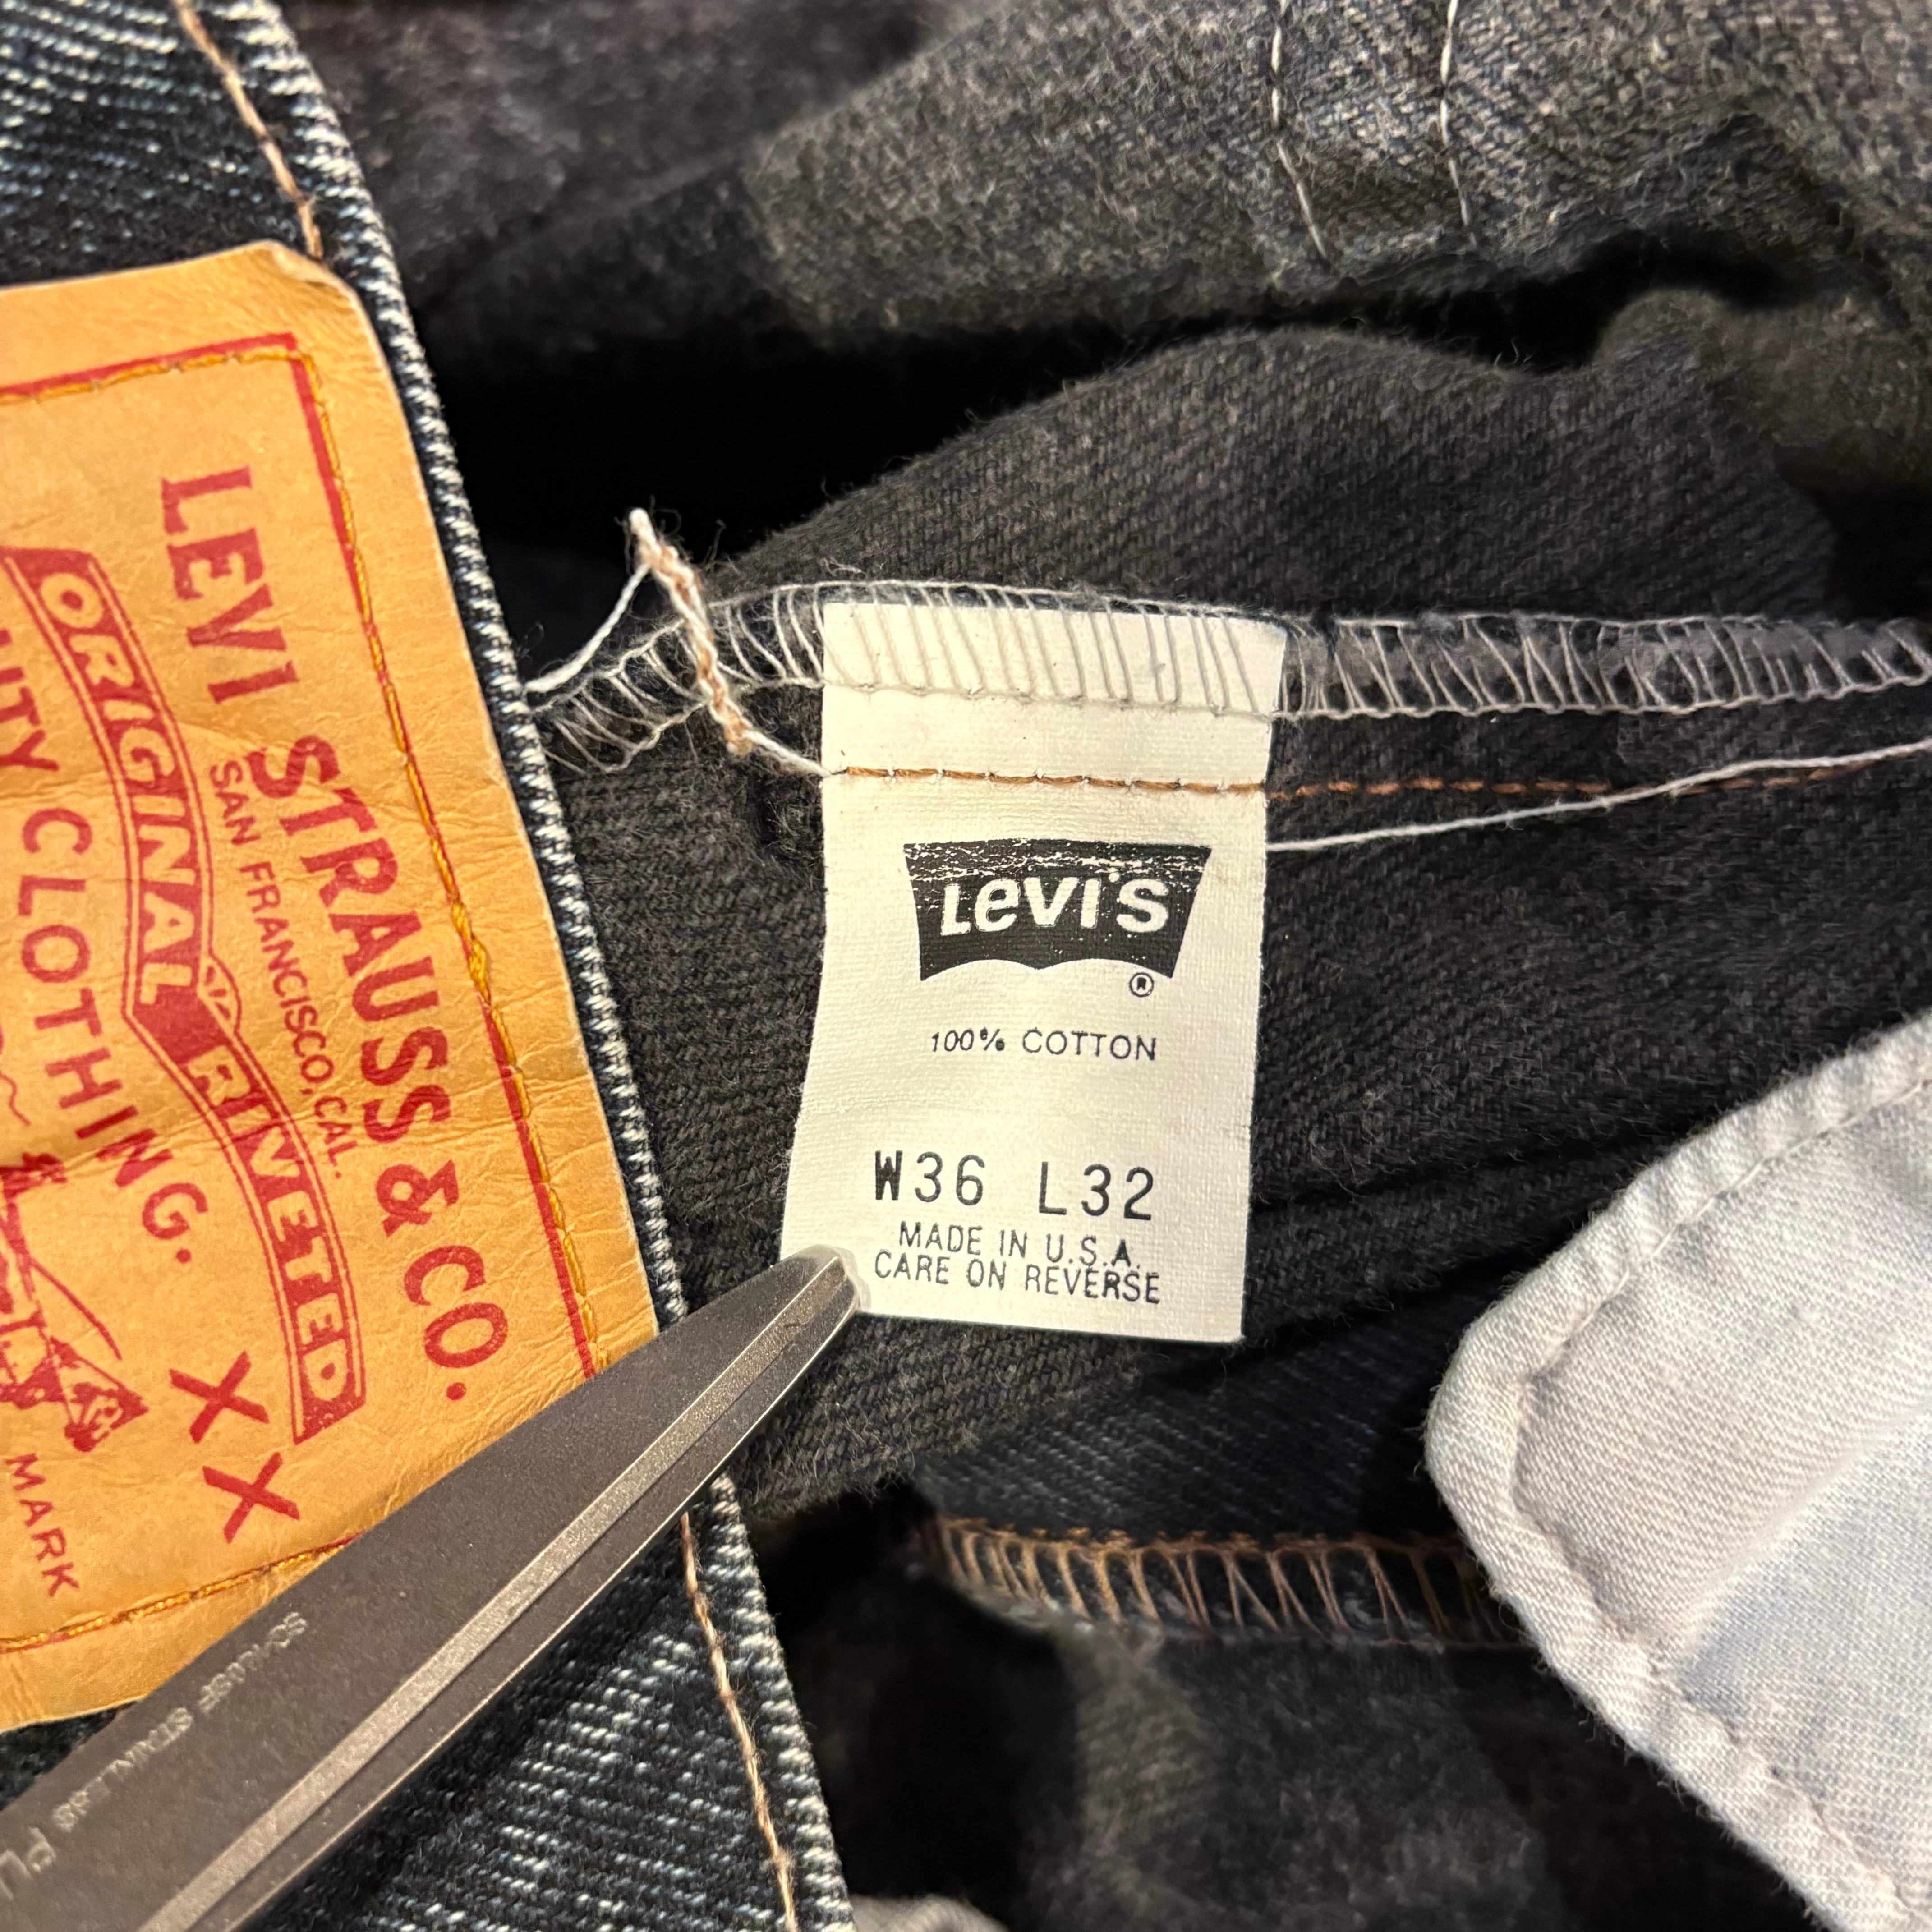 LEVI STRAUSS & CO.
SAN FRANCISCO, CAL.
ORIGINAL RIVETED
CLOTHING.
XX
MARK
LEVI'S
®
100% COTTON
W36 L32
MADE IN U.S.A.
CARE ON REVERSE